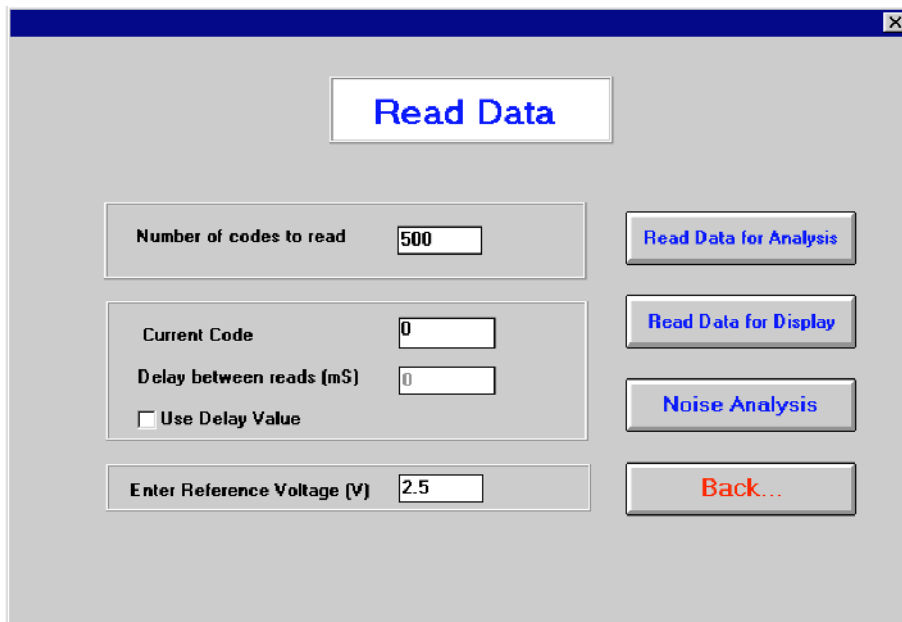 Read Data
Number of codes to read 500
Read Data for Analysis
Current Code 0
Read Data for Display
Delay between reads (mS) 0
Use Delay Value
Noise Analysis
Enter Reference Voltage (V) 2.5
Back...